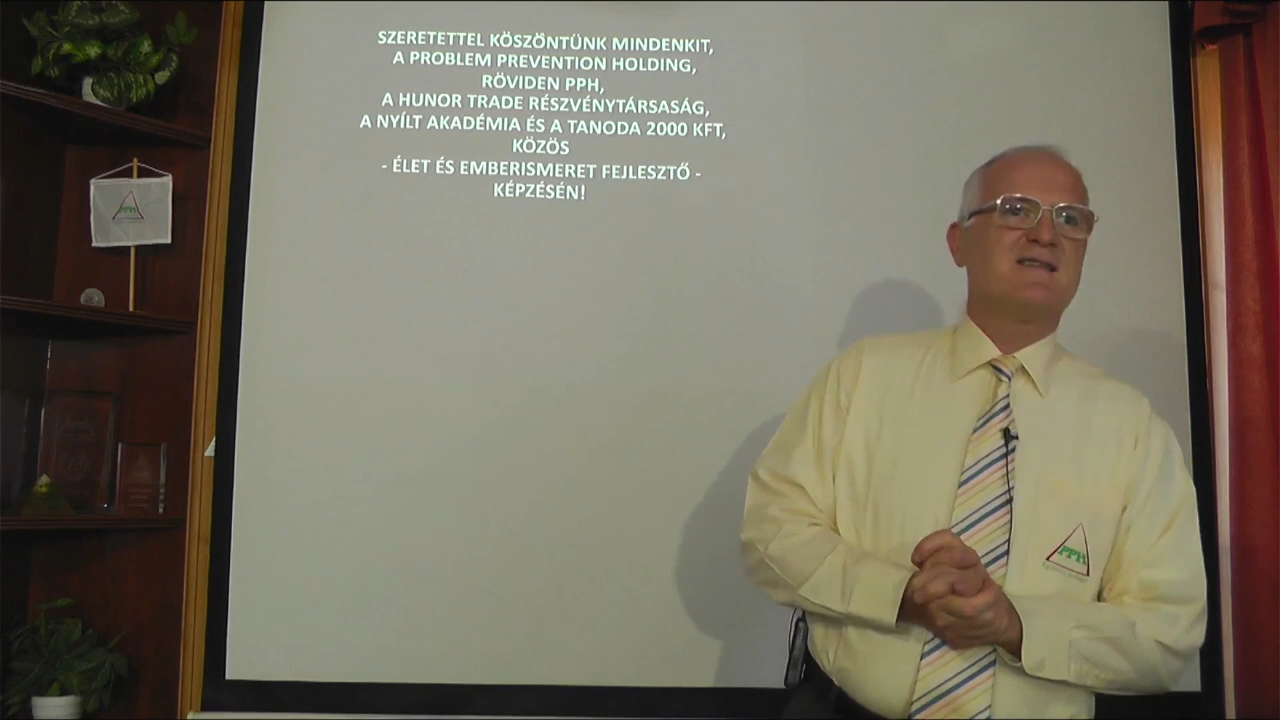 SZERETETTEL KÖSZÖNTÜNK MINDENKIT,
A PROBLEM PREVENTION HOLDING,
RÖVIDEN PPH,
A HUNOR TRADE RÉSZVÉNYTÁRSASÁG,
A NYÍLT AKADÉMIA ÉS A TANODA 2000 KFT,
KÖZÖS
- ÉLET ÉS EMBERISMERET FEJLESZTŐ -
KÉPZÉSÉN!
PPH
PPH